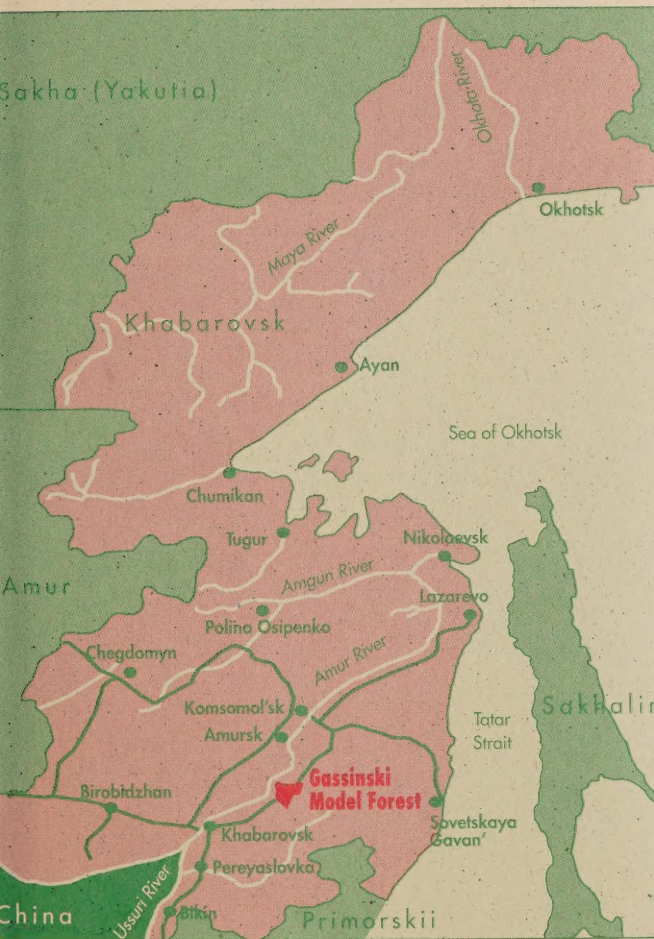 Sakha (Yakutia)
Okhota River
Okhotsk
Maya River
Khabarovsk
Ayan
Sea of Okhotsk
Chumikan
Tugur
Nikolaevsk
Amgun River
Amur
Lazarevo
Polina Osipenko
Chegdomyn
Amur River
Komsomol'sk
Amursk
Tatar
Strait
Sakhalin
Gassinski
Model Forest
Birobidzhan
Sovetskaya
Gavan'
Khabarovsk
Pereyaslovka
Ussuri River
China
Bikin
Primorskii